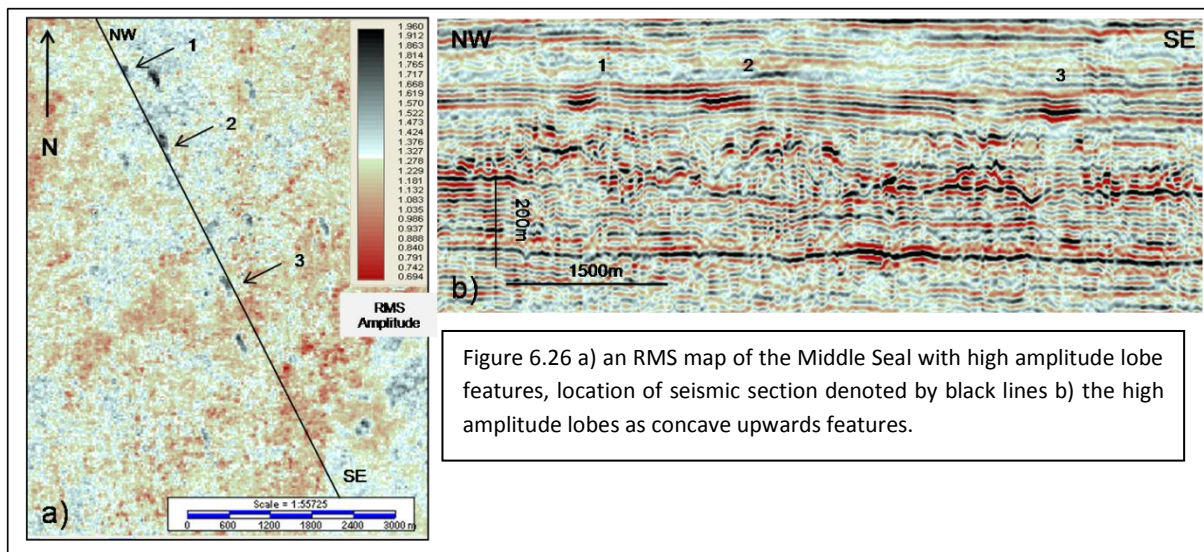 NW
1
2
3
N
SE
1.960
1.912
1.863
1.814
1.765
1.717
1.668
1.619
1.570
1.522
1.473
1.424
1.376
1.327
1.278
1.229
1.181
1.132
1.083
1.035
0.986
0.937
0.888
0.840
0.791
0.742
0.694
RMS
Amplitude
Scale = 1:55725
0 600 1200 1800 2400 3000 m
a)
NW
SE
1
2
3
200m
1500m
b)
Figure 6.26 a) an RMS map of the Middle Seal with high amplitude lobe
features, location of seismic section denoted by black lines b) the high
amplitude lobes as concave upwards features.